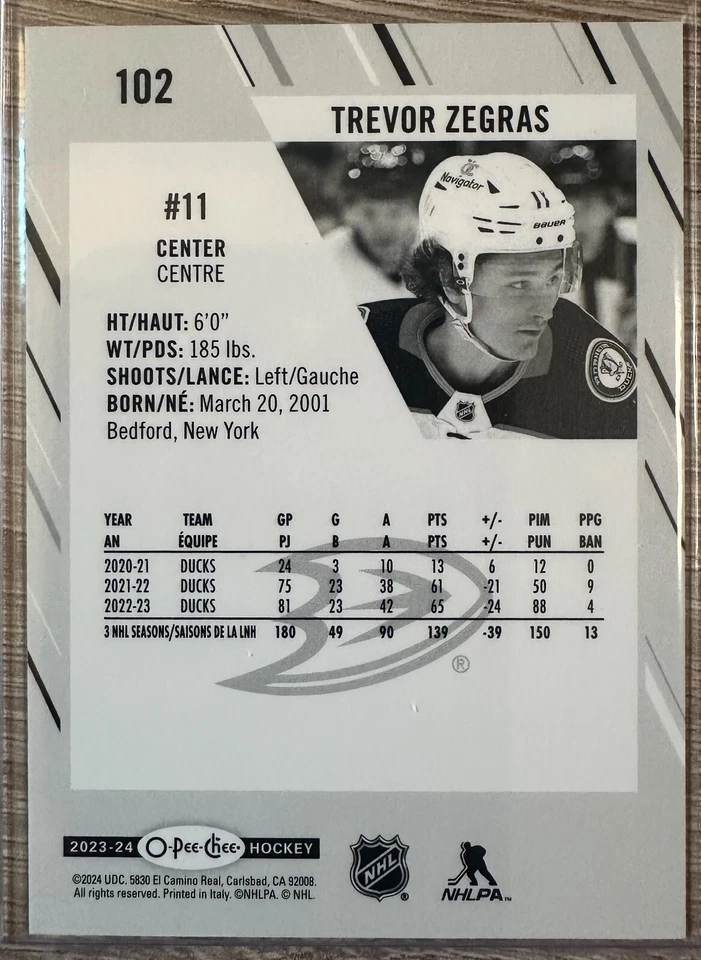 102
TREVOR ZEGRAS
#11
CENTER
CENTRE
HT/HAUT: 6'0"
WT/PDS: 185 lbs.
SHOOTS/LANCE: Left/Gauche
BORN/NÉ: March 20, 2001
Bedford, New York
Navigator
11
BAUER
NHL
YEAR TEAM GP G A PTS +/- PIM PPG
AN ÉQUIPE PJ B A PTS +/- PUN BAN
2020-21 DUCKS 24 3 10 13 6 12 0
2021-22 DUCKS 75 23 38 61 -21 50 9
2022-23 DUCKS 81 23 42 65 -24 88 4
3 NHL SEASONS/SAISONS DE LA LNH 180 49 90 139 -39 150 13
®
2023-24 O-Pee-Chee® HOCKEY
©2024 UDC. 5830 El Camino Real, Carlsbad, CA 92008.
All rights reserved. Printed in Italy. ©NHLPA. © NHL.
NHL®
NHLPA™